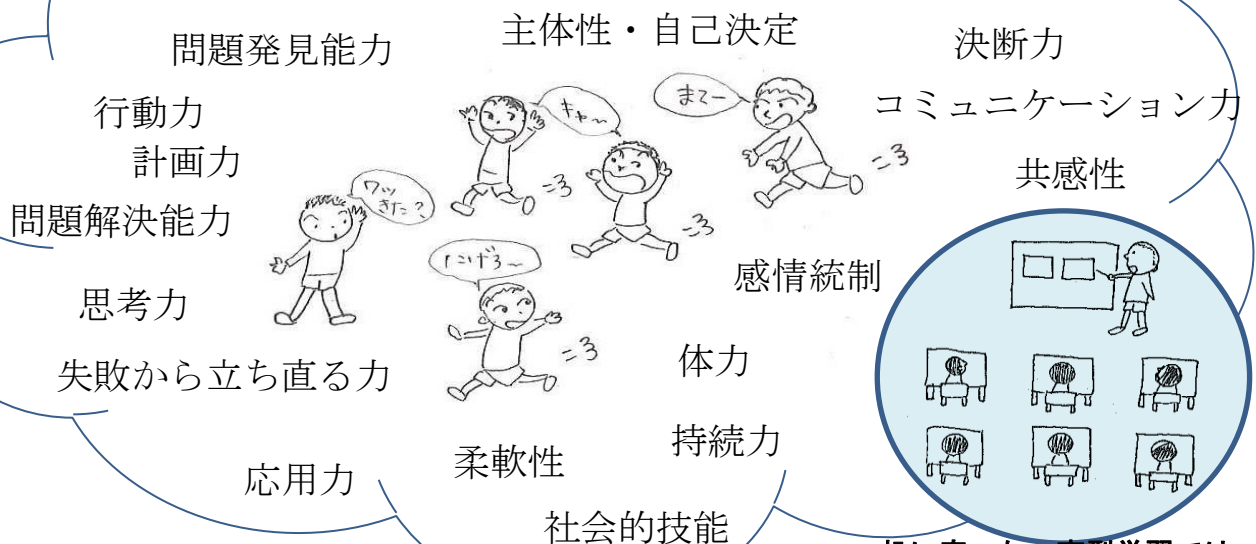 主体性・自己決定
問題発見能力
決断力
行動力
コミュニケーション力
計画力
共感性
問題解決能力
キャ〜
まてー
ワッ
きた?
にげろ〜
感情統制
思考力
体力
失敗から立ち直る力
持続力
柔軟性
応用力
社会的技能